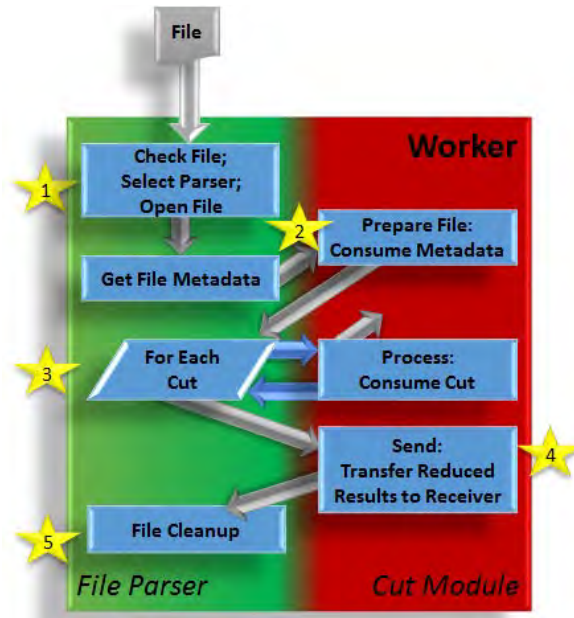 File
Worker
1
Check File;
Select Parser;
Open File
2
Prepare File:
Consume Metadata
Get File Metadata
3
For Each
Cut
Process:
Consume Cut
Send:
Transfer Reduced
Results to Receiver
4
5
File Cleanup
File Parser
Cut Module